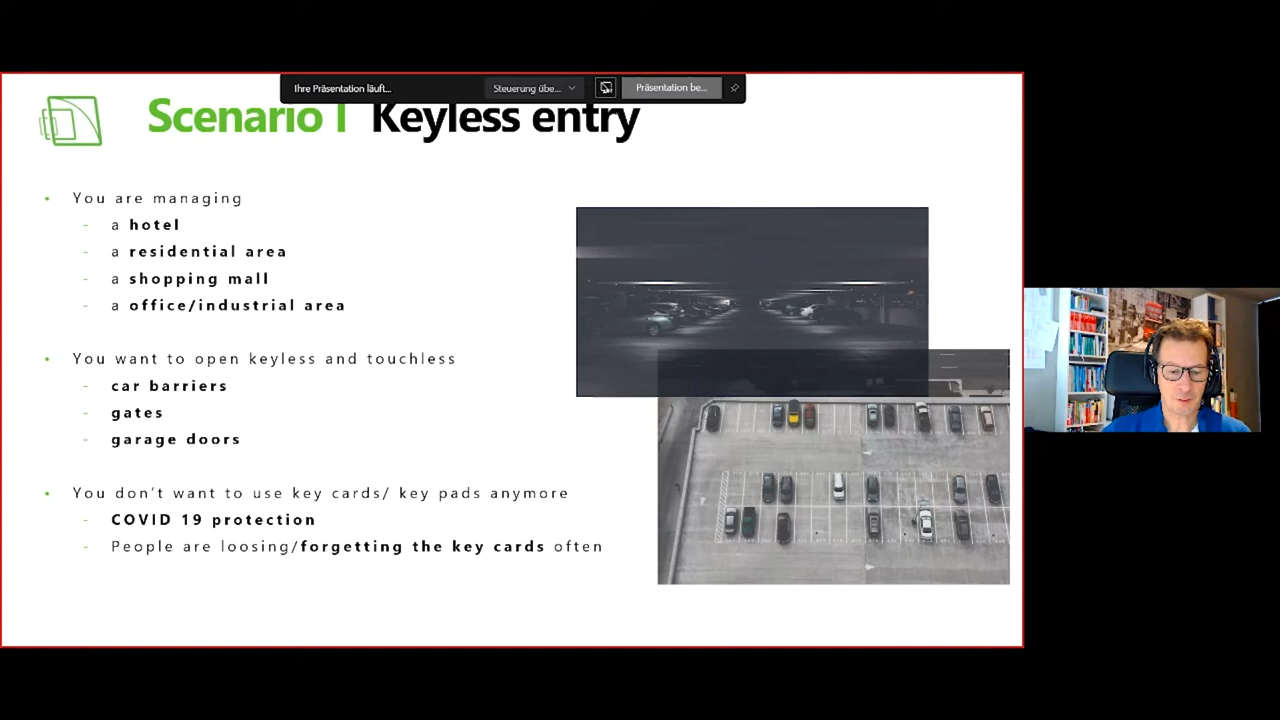 Ihre Präsentation läuft...
Steuerung übe...
Präsentation be...
Scenario I Keyless entry
• You are managing
- a hotel
- a residential area
- a shopping mall
- a office/industrial area
• You want to open keyless and touchless
- car barriers
- gates
- garage doors
• You don't want to use key cards/ key pads anymore
- COVID 19 protection
- People are loosing/forgetting the key cards often